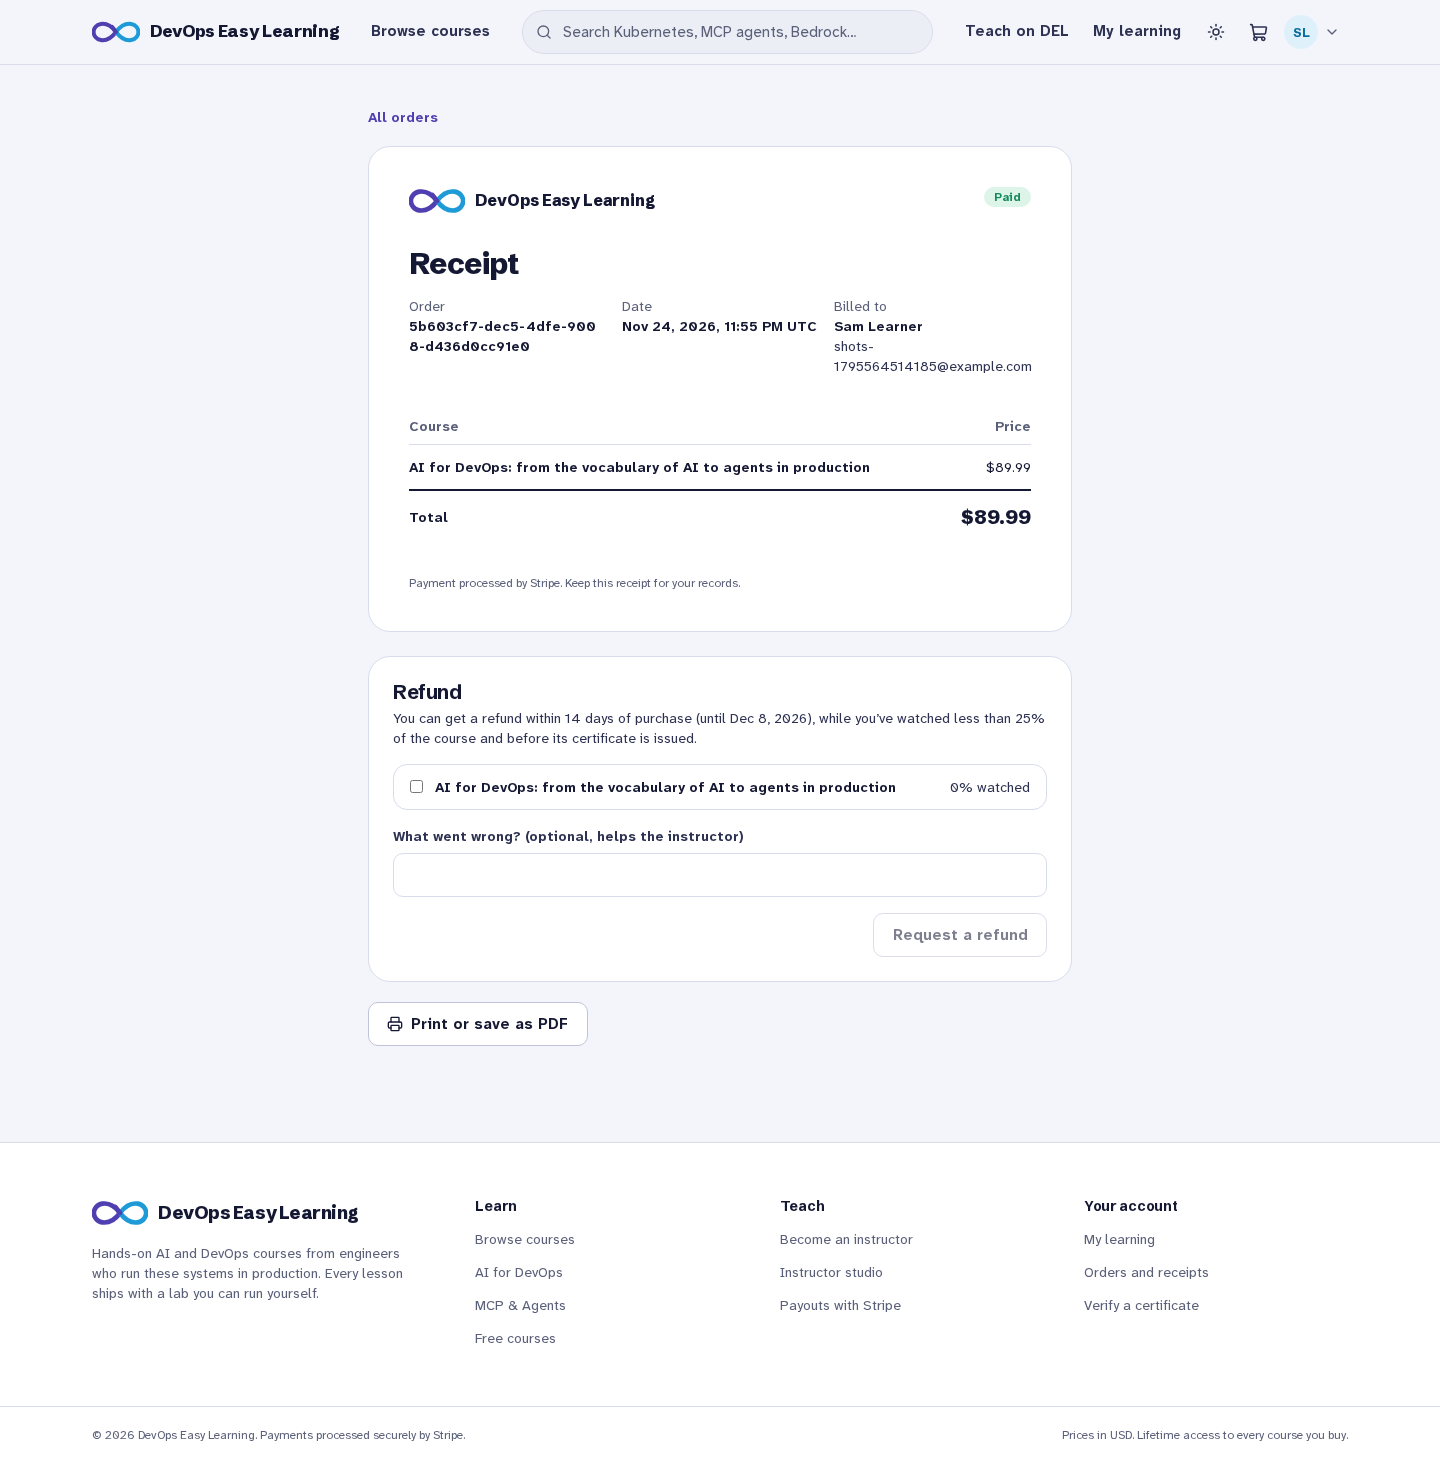 DevOps Easy Learning
Browse courses
Search Kubernetes, MCP agents, Bedrock...
Teach on DEL
My learning
SL
All orders
DevOps Easy Learning
Paid
Receipt
Order
5b603cf7-dec5-4dfe-900
8-d436d0cc91e0
Date
Nov 24, 2026, 11:55 PM UTC
Billed to
Sam Learner
shots-
1795564514185@example.com
Course Price
AI for DevOps: from the vocabulary of AI to agents in production $89.99
Total $89.99
Payment processed by Stripe. Keep this receipt for your records.
Refund
You can get a refund within 14 days of purchase (until Dec 8, 2026), while you've watched less than 25%
of the course and before its certificate is issued.
AI for DevOps: from the vocabulary of AI to agents in production 0% watched
What went wrong? (optional, helps the instructor)
Request a refund
Print or save as PDF
DevOps Easy Learning
Hands-on AI and DevOps courses from engineers
who run these systems in production. Every lesson
ships with a lab you can run yourself.
Learn
Browse courses
AI for DevOps
MCP & Agents
Free courses
Teach
Become an instructor
Instructor studio
Payouts with Stripe
Your account
My learning
Orders and receipts
Verify a certificate
© 2026 DevOps Easy Learning. Payments processed securely by Stripe.
Prices in USD. Lifetime access to every course you buy.